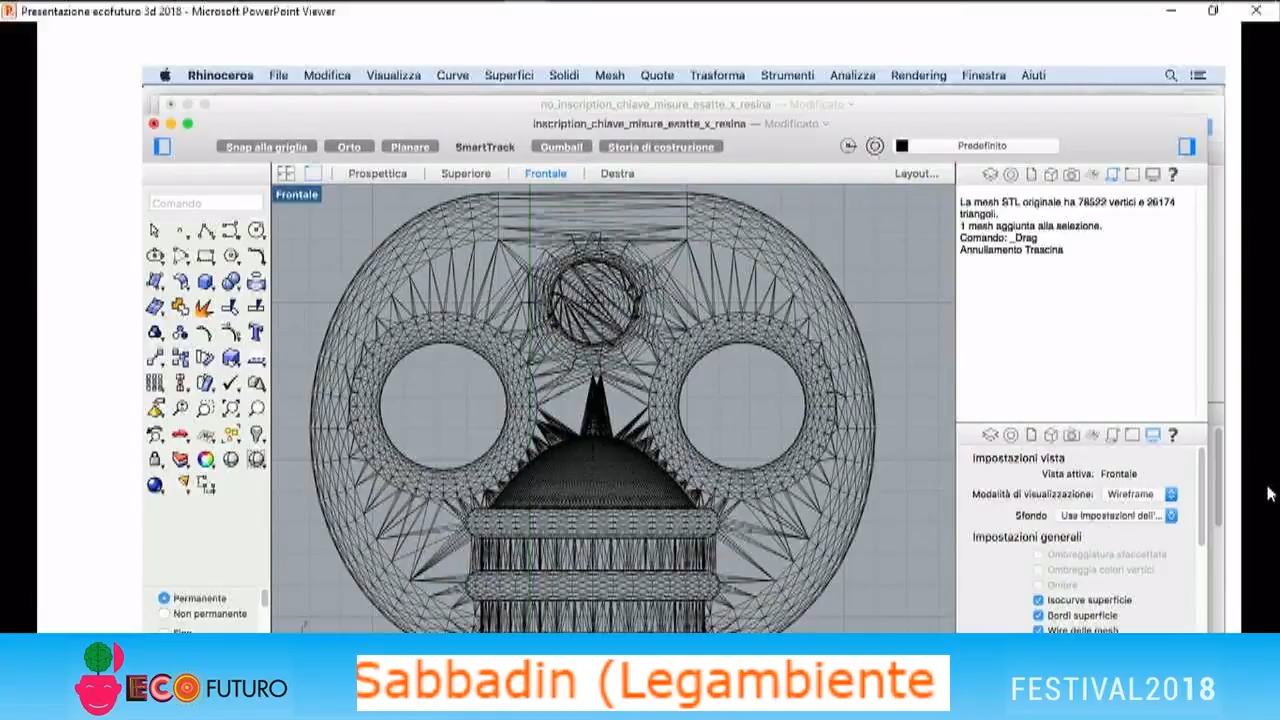 Presentazione ecofuturo 3d 2018 - Microsoft PowerPoint Viewer
Rhinoceros File Modifica Visualizza Curve Superfici Solidi Mesh Quote Trasforma Strumenti Analizza Rendering Finestra Aiuti
no_inscription_chiave_misure_esatte_x_resina — Modificato
inscription_chiave_misure_esatte_x_resina — Modificato
Snap alla griglia Orto Planare SmartTrack Gumball Storia di costruzione Predefinito
Prospettica Superiore Frontale Destra Layout...
Frontale
Comando
La mesh STL originale ha 78522 vertici e 26174
triangoli.
1 mesh aggiunta alla selezione.
Comando: _Drag
Annullamento Trascina
Impostazioni vista
Vista attiva: Frontale
Modalità di visualizzazione: Wireframe
Sfondo Usa impostazioni dell'...
Impostazioni generali
Ombreggiatura sfaccettata
Ombreggia colori vertici
Ombre
Isocurve superficie
Bordi superficie
Wire delle mesh
Permanente
Non permanente
ECO FUTURO
Sabbadin (Legambiente
FESTIVAL2018